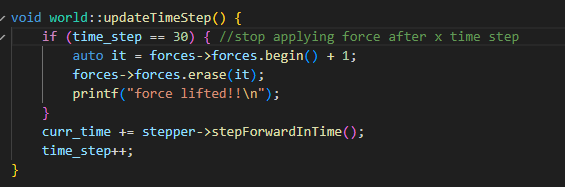 void world::updateTimeStep() {
if (time_step == 30) { //stop applying force after x time step
auto it = forces->forces.begin() + 1;
forces->forces.erase(it);
printf("force lifted!!\n");
}
curr_time += stepper->stepForwardInTime();
time_step++;
}